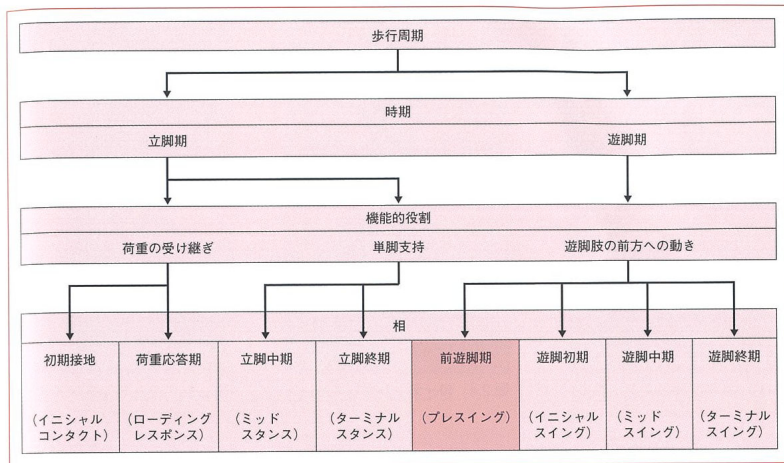 歩行周期
時期
立脚期 遊脚期
機能的役割
荷重の受け継ぎ 単脚支持 遊脚肢の前方への動き
相
初期接地 荷重応答期 立脚中期 立脚終期 前遊脚期 遊脚初期 遊脚中期 遊脚終期
(イニシャル (ローディング (ミッド (ターミナル (プレスイング) (イニシャル (ミッド (ターミナル
コンタクト) レスポンス) スタンス) スタンス) スイング) スイング) スイング)